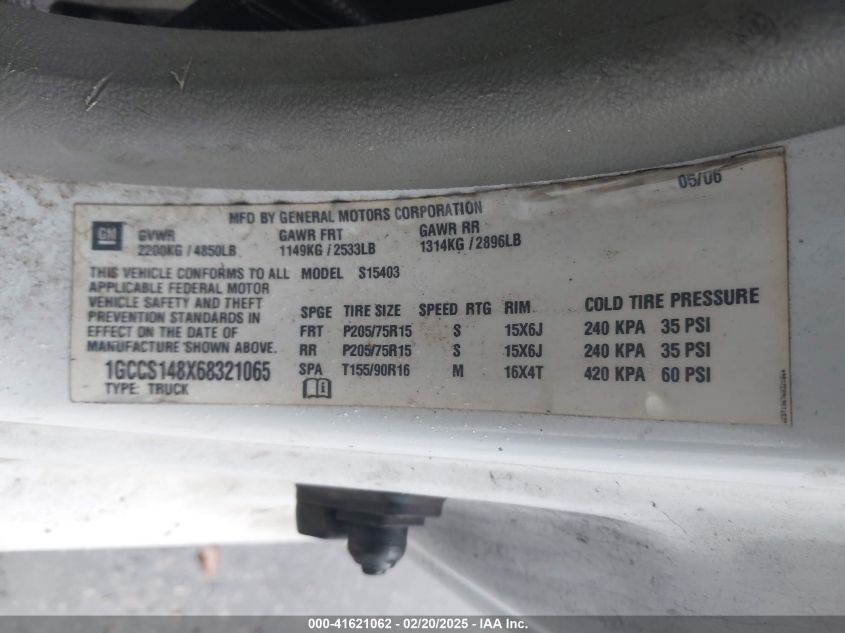 05/06
MFD BY GENERAL MOTORS CORPORATION
GM GVWR GAWR FRT GAWR RR
2200KG / 4850LB 1149KG / 2533LB 1314KG / 2896LB
THIS VEHICLE CONFORMS TO ALL
APPLICABLE FEDERAL MOTOR
VEHICLE SAFETY AND THEFT
PREVENTION STANDARDS IN
EFFECT ON THE DATE OF
MANUFACTURE SHOWN ABOVE.
1GCCS148X68321065
TYPE: TRUCK
MODEL S15403
SPGE TIRE SIZE SPEED RTG RIM COLD TIRE PRESSURE
FRT P205/75R15 S 15X6J 240 KPA 35 PSI
RR P205/75R15 S 15X6J 240 KPA 35 PSI
SPA T155/90R16 M 16X4T 420 KPA 60 PSI
000-41621062 - 02/20/2025 - IAA Inc.